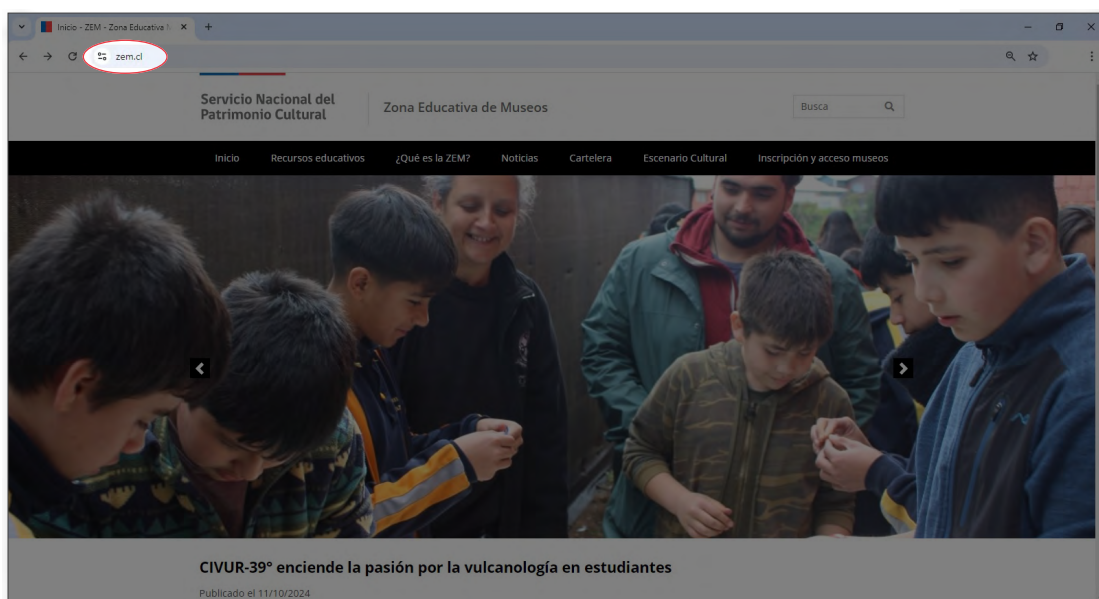 Inicio - ZEM - Zona Educativa
zem.cl
Servicio Nacional del
Patrimonio Cultural
Zona Educativa de Museos
Busca
Inicio Recursos educativos ¿Qué es la ZEM? Noticias Cartelera Escenario Cultural Inscripción y acceso museos
CIVUR-39° enciende la pasión por la vulcanología en estudiantes
Publicado el 11/10/2024